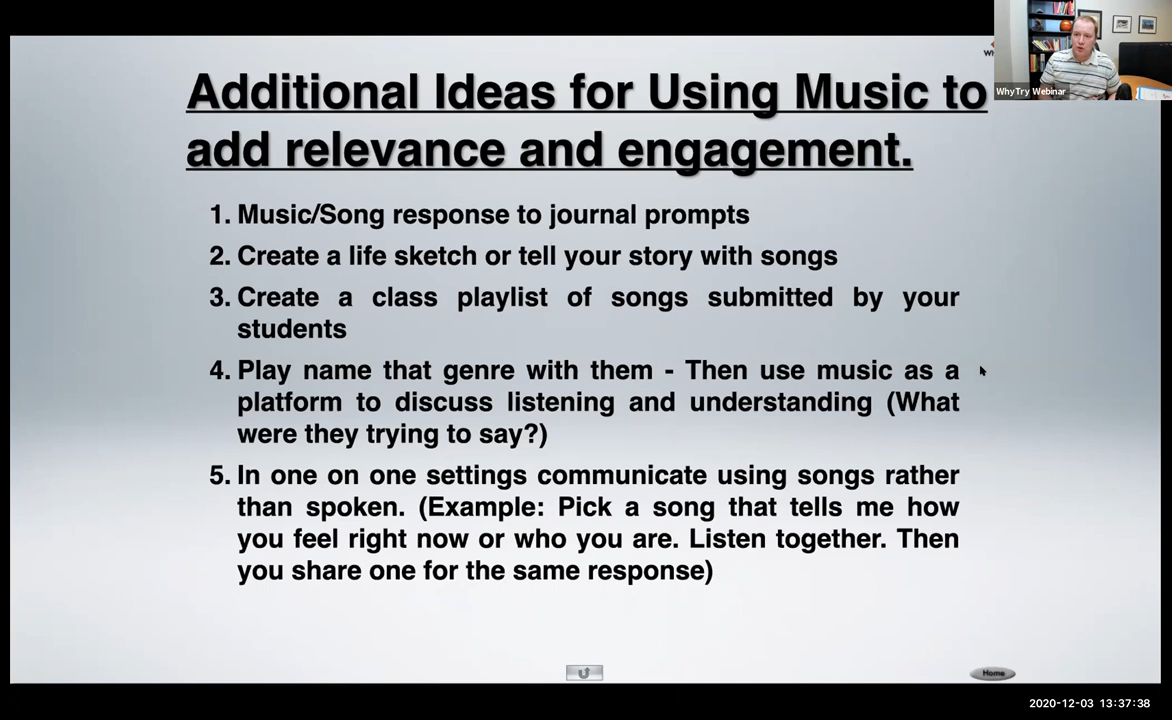 Additional Ideas for Using Music to
add relevance and engagement.
WhyTry Webinar
1. Music/Song response to journal prompts
2. Create a life sketch or tell your story with songs
3. Create a class playlist of songs submitted by your
students
4. Play name that genre with them - Then use music as a
platform to discuss listening and understanding (What
were they trying to say?)
5. In one on one settings communicate using songs rather
than spoken. (Example: Pick a song that tells me how
you feel right now or who you are. Listen together. Then
you share one for the same response)
Home
2020-12-03 13:37:38